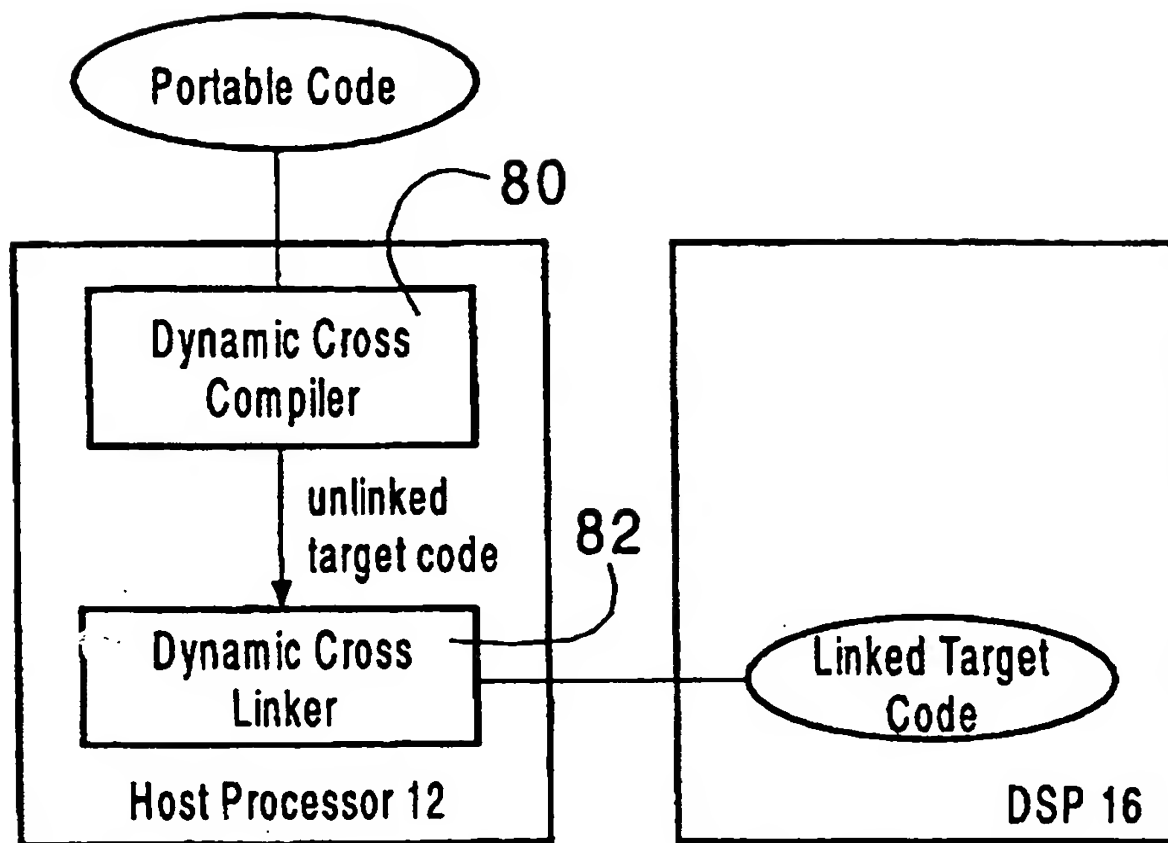 Portable Code
80
Dynamic Cross
Compiler
unlinked
target code
82
Dynamic Cross
Linker
Linked Target
Code
Host Processor 12
DSP 16